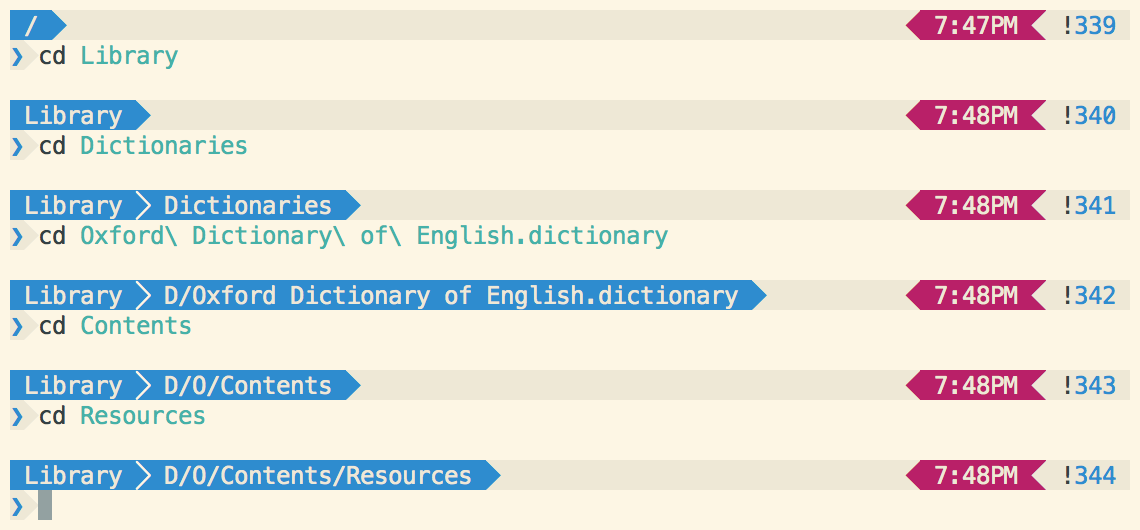 / 7:47PM !339
❯ cd Library
Library 7:48PM !340
❯ cd Dictionaries
Library Dictionaries 7:48PM !341
❯ cd Oxford\ Dictionary\ of\ English.dictionary
Library D/Oxford Dictionary of English.dictionary 7:48PM !342
❯ cd Contents
Library D/O/Contents 7:48PM !343
❯ cd Resources
Library D/O/Contents/Resources 7:48PM !344
❯